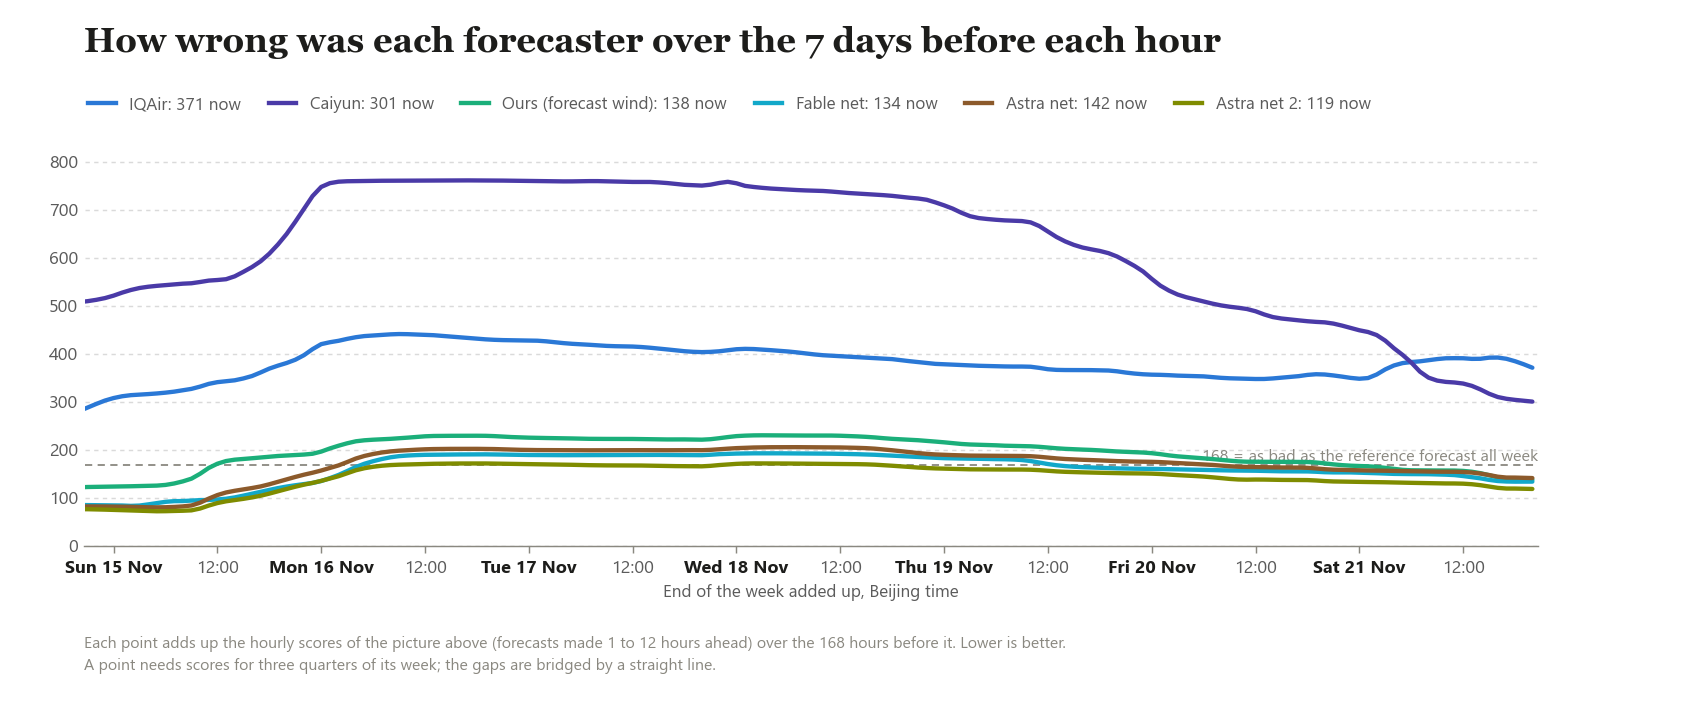 How wrong was each forecaster over the 7 days before each hour
IQAir: 371 now Caiyun: 301 now Ours (forecast wind): 138 now Fable net: 134 now Astra net: 142 now Astra net 2: 119 now
800
700
600
500
400
300
200
168 = as bad as the reference forecast all week
100
0
Sun 15 Nov 12:00 Mon 16 Nov 12:00 Tue 17 Nov 12:00 Wed 18 Nov 12:00 Thu 19 Nov 12:00 Fri 20 Nov 12:00 Sat 21 Nov 12:00
End of the week added up, Beijing time
Each point adds up the hourly scores of the picture above (forecasts made 1 to 12 hours ahead) over the 168 hours before it. Lower is better.
A point needs scores for three quarters of its week; the gaps are bridged by a straight line.